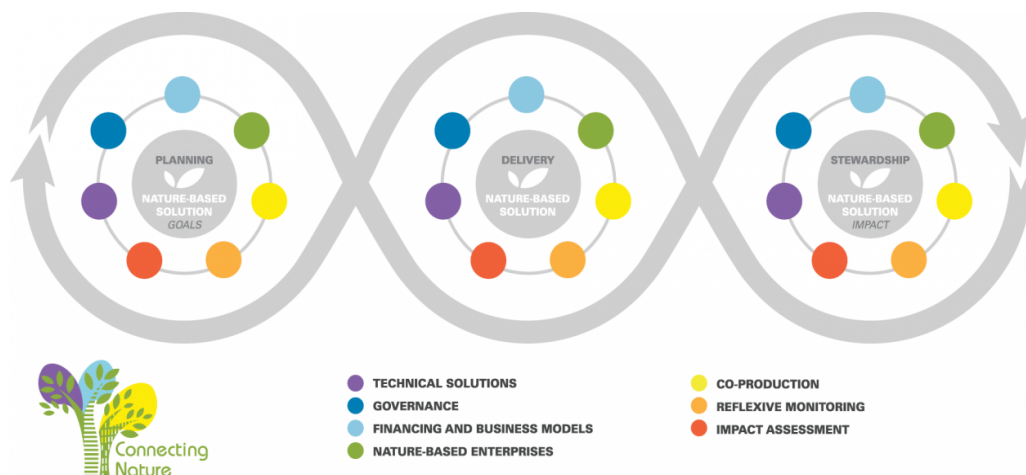 PLANNING
NATURE-BASED
SOLUTION
GOALS
DELIVERY
NATURE-BASED
SOLUTION
STEWARDSHIP
NATURE-BASED
SOLUTION
IMPACT
TECHNICAL SOLUTIONS
GOVERNANCE
FINANCING AND BUSINESS MODELS
NATURE-BASED ENTERPRISES
CO-PRODUCTION
REFLEXIVE MONITORING
IMPACT ASSESSMENT
Connecting
Nature